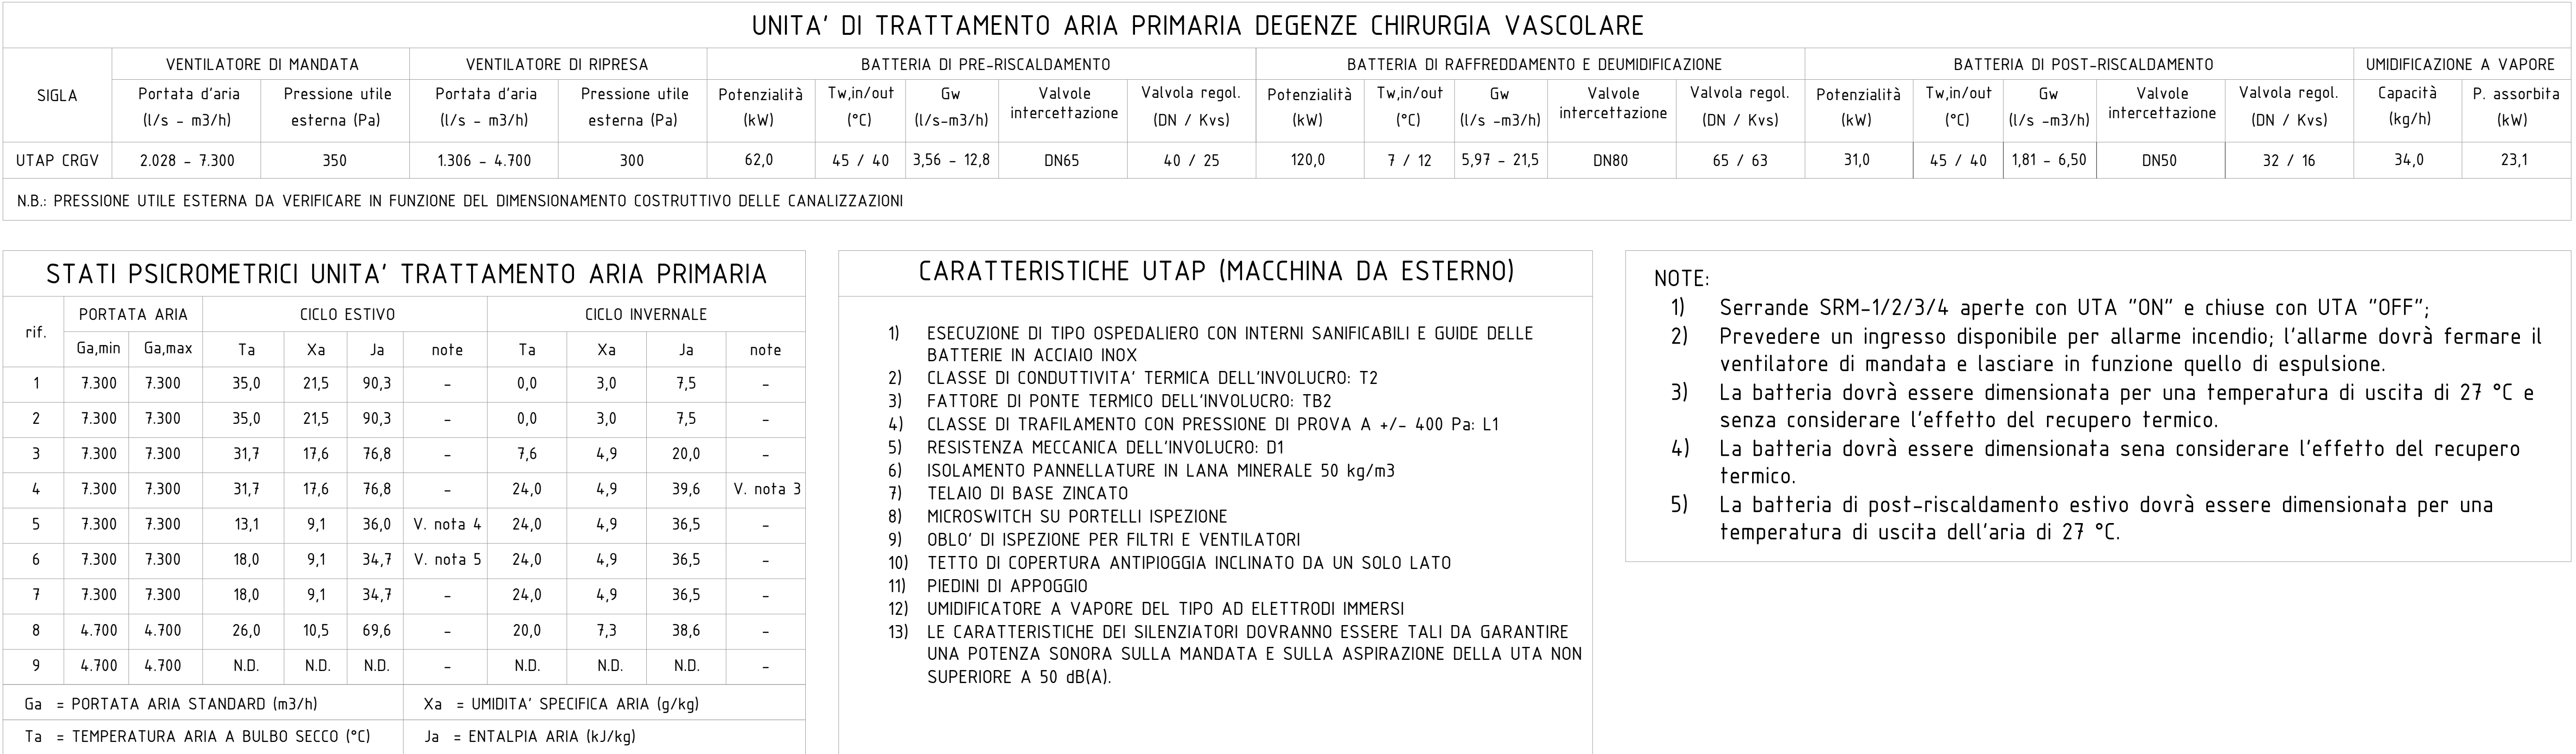 UNITA' DI TRATTAMENTO ARIA PRIMARIA DEGENZE CHIRURGIA VASCOLARE
SIGLA
VENTILATORE DI MANDATA VENTILATORE DI RIPRESA BATTERIA DI PRE-RISCALDAMENTO BATTERIA DI RAFFREDDAMENTO E DEUMIDIFICAZIONE BATTERIA DI POST-RISCALDAMENTO UMIDIFICAZIONE A VAPORE
Portata d'aria Pressione utile Portata d'aria Pressione utile Potenzialità Tw,in/out Gw Valvole Valvola regol. Potenzialità Tw,in/out Gw Valvole Valvola regol. Potenzialità Tw,in/out Gw Valvole Valvola regol. Capacità P. assorbita
(l/s - m3/h) esterna (Pa) (l/s - m3/h) esterna (Pa) (kW) (°C) (l/s-m3/h) intercettazione (DN / Kvs) (kW) (°C) (l/s -m3/h) intercettazione (DN / Kvs) (kW) (°C) (l/s -m3/h) intercettazione (DN / Kvs) (kg/h) (kW)
UTAP CRGV 2.028 - 7.300 350 1.306 - 4.700 300 62,0 45 / 40 3,56 - 12,8 DN65 40 / 25 120,0 7 / 12 5,97 - 21,5 DN80 65 / 63 31,0 45 / 40 1,81 - 6,50 DN50 32 / 16 34,0 23,1
N.B.: PRESSIONE UTILE ESTERNA DA VERIFICARE IN FUNZIONE DEL DIMENSIONAMENTO COSTRUTTIVO DELLE CANALIZZAZIONI
STATI PSICROMETRICI UNITA' TRATTAMENTO ARIA PRIMARIA
rif. PORTATA ARIA CICLO ESTIVO CICLO INVERNALE
Ga,min Ga,max Ta Xa Ja note Ta Xa Ja note
1 7.300 7.300 35,0 21,5 90,3 - 0,0 3,0 7,5 -
2 7.300 7.300 35,0 21,5 90,3 - 0,0 3,0 7,5 -
3 7.300 7.300 31,7 17,6 76,8 - 7,6 4,9 20,0 -
4 7.300 7.300 31,7 17,6 76,8 - 24,0 4,9 39,6 V. nota 3
5 7.300 7.300 13,1 9,1 36,0 V. nota 4 24,0 4,9 36,5 -
6 7.300 7.300 18,0 9,1 34,7 V. nota 5 24,0 4,9 36,5 -
7 7.300 7.300 18,0 9,1 34,7 - 24,0 4,9 36,5 -
8 4.700 4.700 26,0 10,5 69,6 - 20,0 7,3 38,6 -
9 4.700 4.700 N.D. N.D. N.D. - N.D. N.D. N.D. -
Ga = PORTATA ARIA STANDARD (m3/h) Xa = UMIDITA' SPECIFICA ARIA (g/kg)
Ta = TEMPERATURA ARIA A BULBO SECCO (°C) Ja = ENTALPIA ARIA (kJ/kg)
CARATTERISTICHE UTAP (MACCHINA DA ESTERNO)
1) ESECUZIONE DI TIPO OSPEDALIERO CON INTERNI SANIFICABILI E GUIDE DELLE
BATTERIE IN ACCIAIO INOX
2) CLASSE DI CONDUTTIVITA' TERMICA DELL'INVOLUCRO: T2
3) FATTORE DI PONTE TERMICO DELL'INVOLUCRO: TB2
4) CLASSE DI TRAFILAMENTO CON PRESSIONE DI PROVA A +/- 400 Pa: L1
5) RESISTENZA MECCANICA DELL'INVOLUCRO: D1
6) ISOLAMENTO PANNELLATURE IN LANA MINERALE 50 kg/m3
7) TELAIO DI BASE ZINCATO
8) MICROSWITCH SU PORTELLI ISPEZIONE
9) OBLO' DI ISPEZIONE PER FILTRI E VENTILATORI
10) TETTO DI COPERTURA ANTIPIOGGIA INCLINATO DA UN SOLO LATO
11) PIEDINI DI APPOGGIO
12) UMIDIFICATORE A VAPORE DEL TIPO AD ELETTRODI IMMERSI
13) LE CARATTERISTICHE DEI SILENZIATORI DOVRANNO ESSERE TALI DA GARANTIRE
UNA POTENZA SONORA SULLA MANDATA E SULLA ASPIRAZIONE DELLA UTA NON
SUPERIORE A 50 dB(A).
NOTE:
1) Serrande SRM-1/2/3/4 aperte con UTA "ON" e chiuse con UTA "OFF";
2) Prevedere un ingresso disponibile per allarme incendio; l'allarme dovrà fermare il
ventilatore di mandata e lasciare in funzione quello di espulsione.
3) La batteria dovrà essere dimensionata per una temperatura di uscita di 27 °C e
senza considerare l'effetto del recupero termico.
4) La batteria dovrà essere dimensionata sena considerare l'effetto del recupero
termico.
5) La batteria di post-riscaldamento estivo dovrà essere dimensionata per una
temperatura di uscita dell'aria di 27 °C.